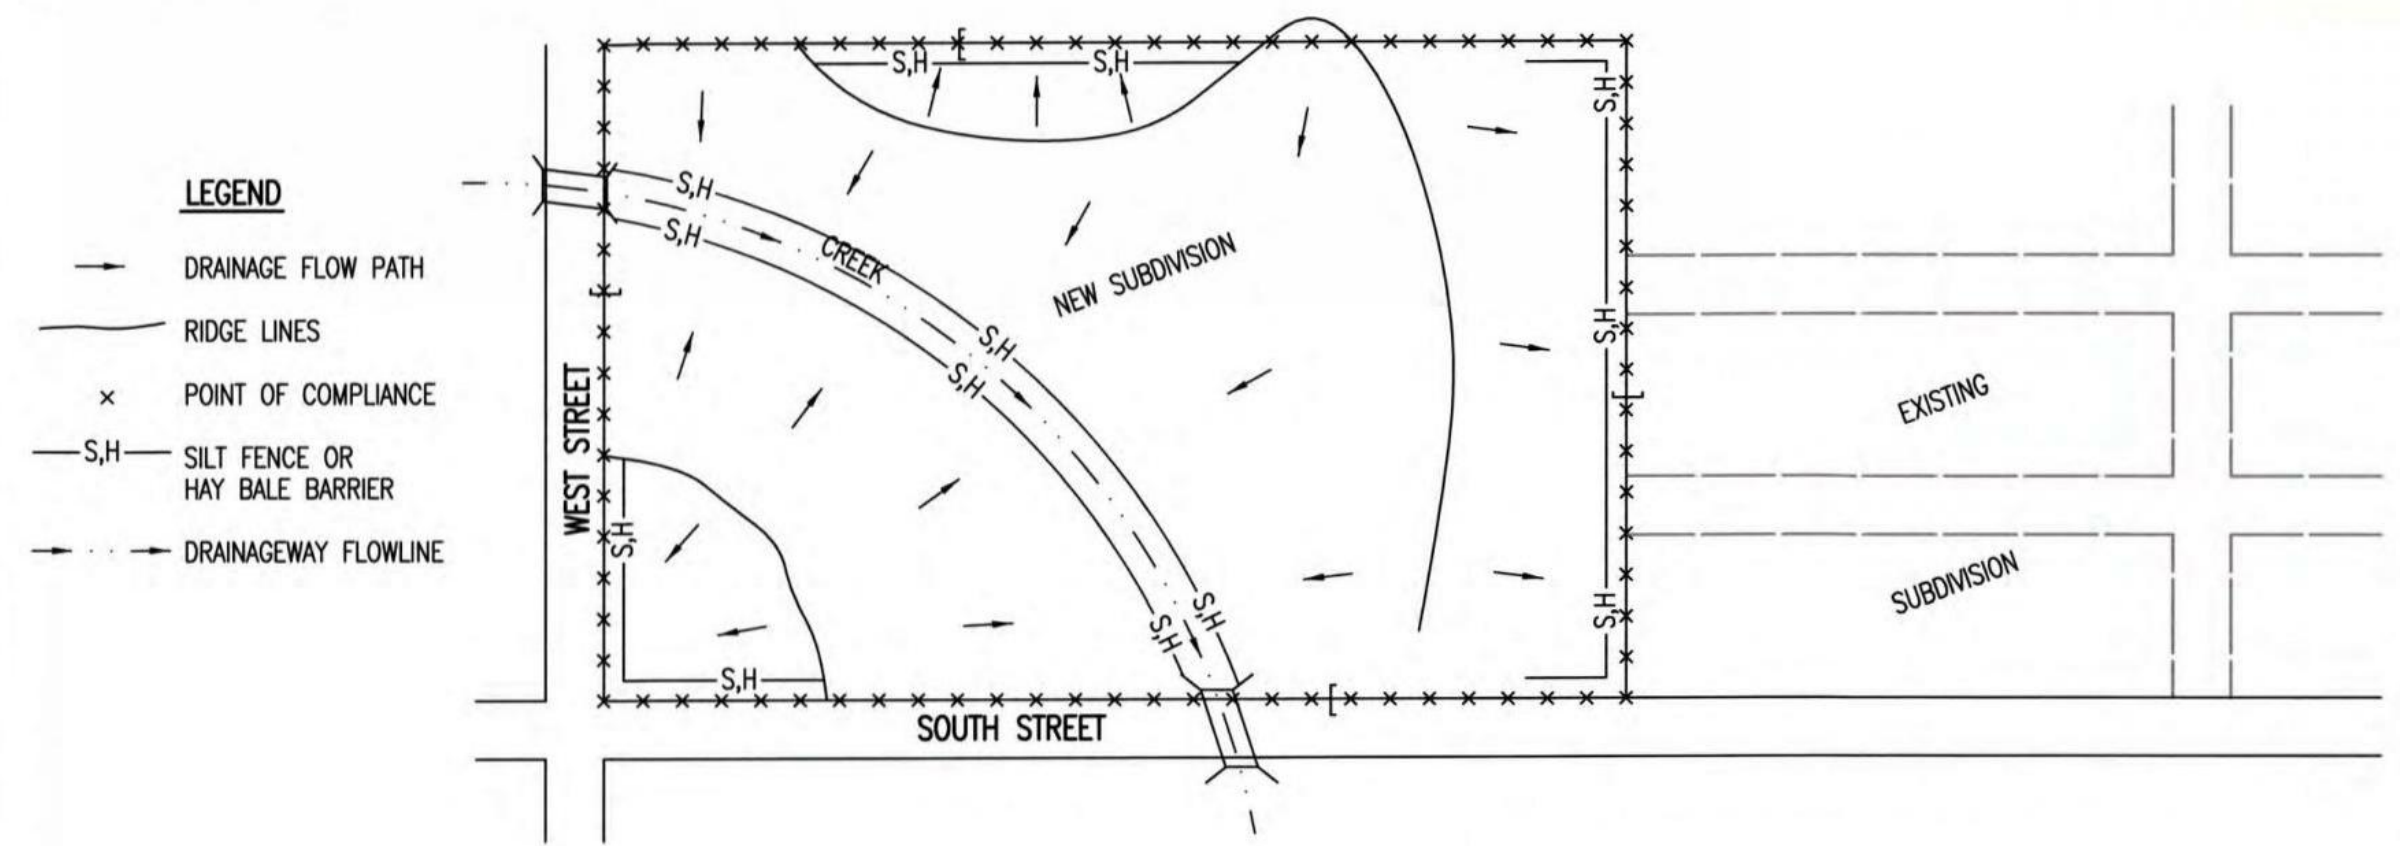 LEGEND
DRAINAGE FLOW PATH
RIDGE LINES
POINT OF COMPLIANCE
S,H
SILT FENCE OR
HAY BALE BARRIER
DRAINAGEWAY FLOWLINE
S,H
S,H
S,H
S,H
S,H
CREEK
NEW SUBDIVISION
S,H
S,H
S,H
WEST STREET
EXISTING
S,H
S,H
S,H
S,H
SUBDIVISION
S,H
SOUTH STREET